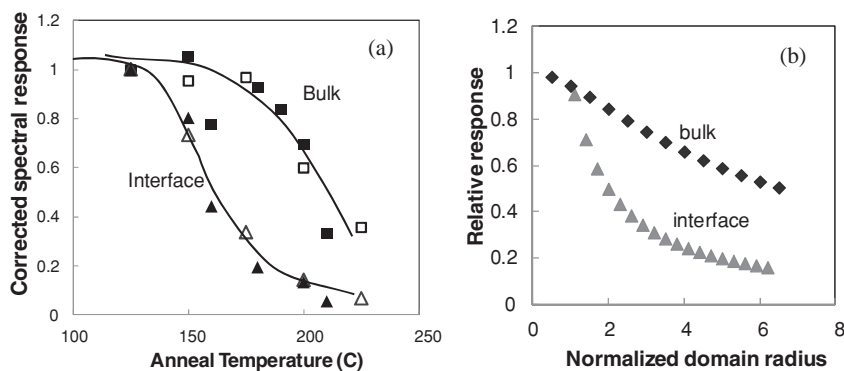 (a)
Corrected spectral response
1.2
1
0.8
0.6
0.4
0.2
0
Bulk
Interface
100
150
200
250
Anneal Temperature (C)
(b)
Relative response
1.2
1
0.8
0.6
0.4
0.2
0
bulk
interface
0
2
4
6
8
Normalized domain radius